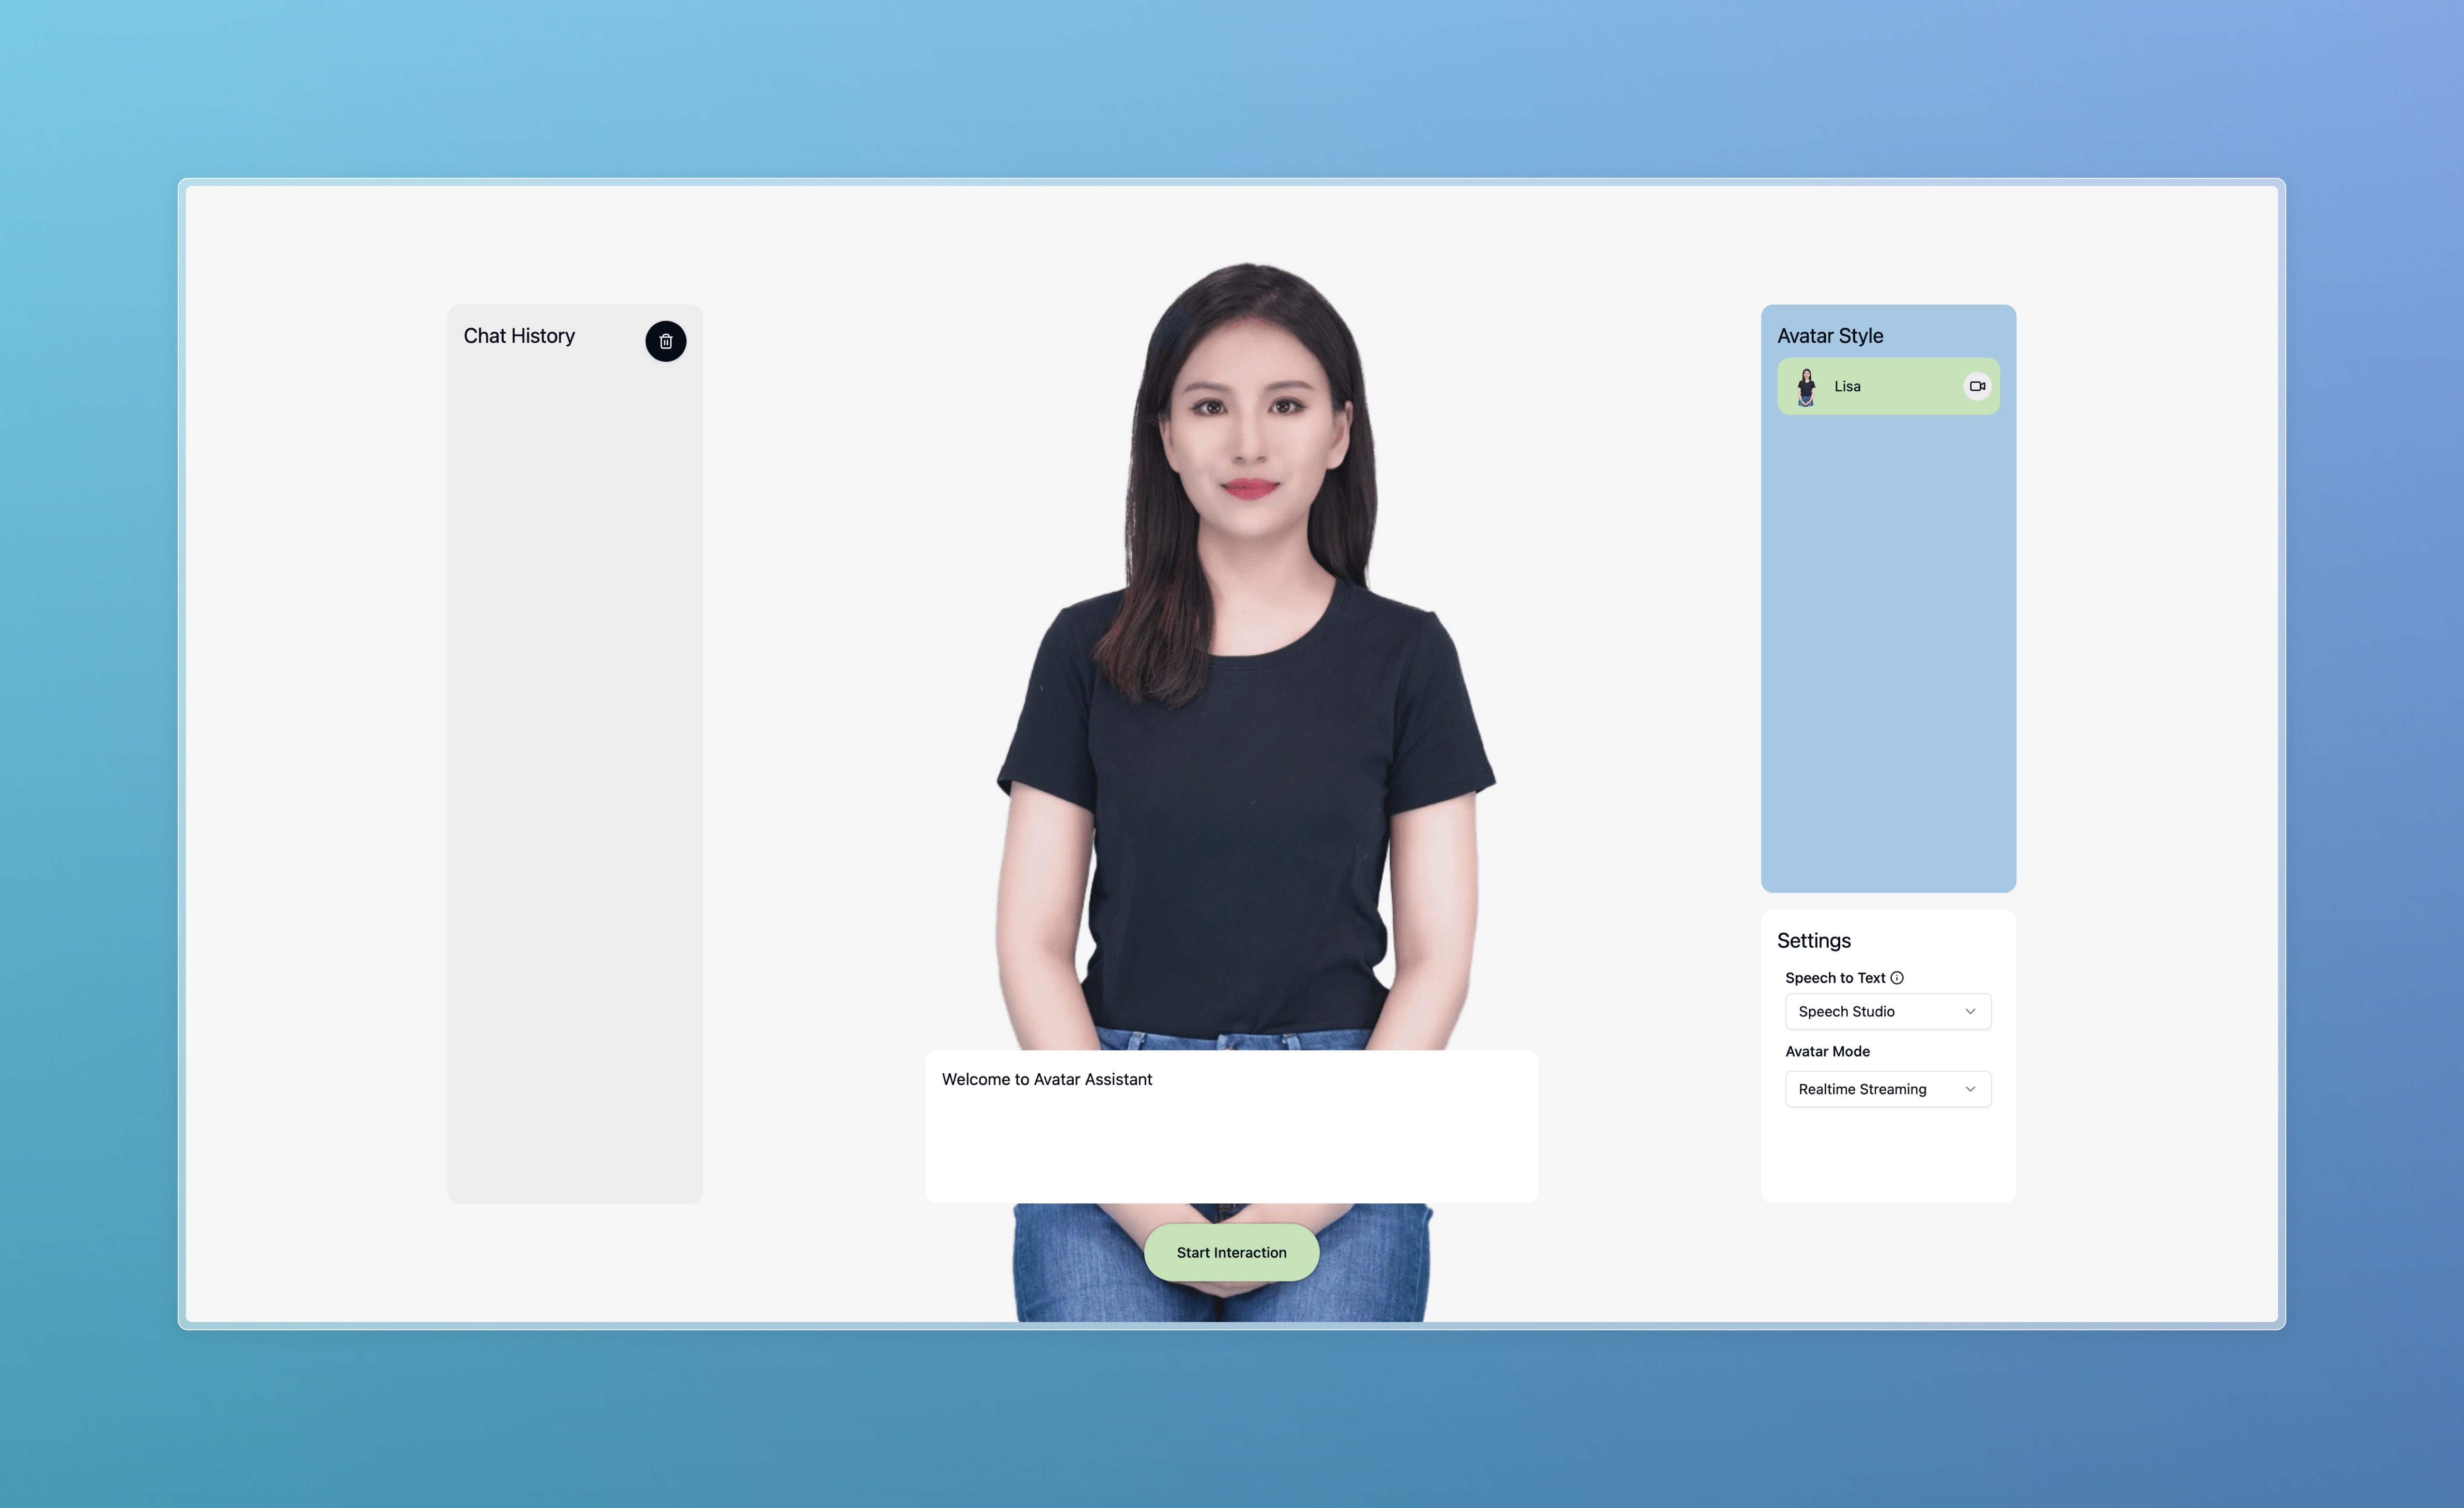 Chat History
Welcome to Avatar Assistant
Start Interaction
Avatar Style
Lisa
Settings
Speech to Text
Speech Studio
Avatar Mode
Realtime Streaming